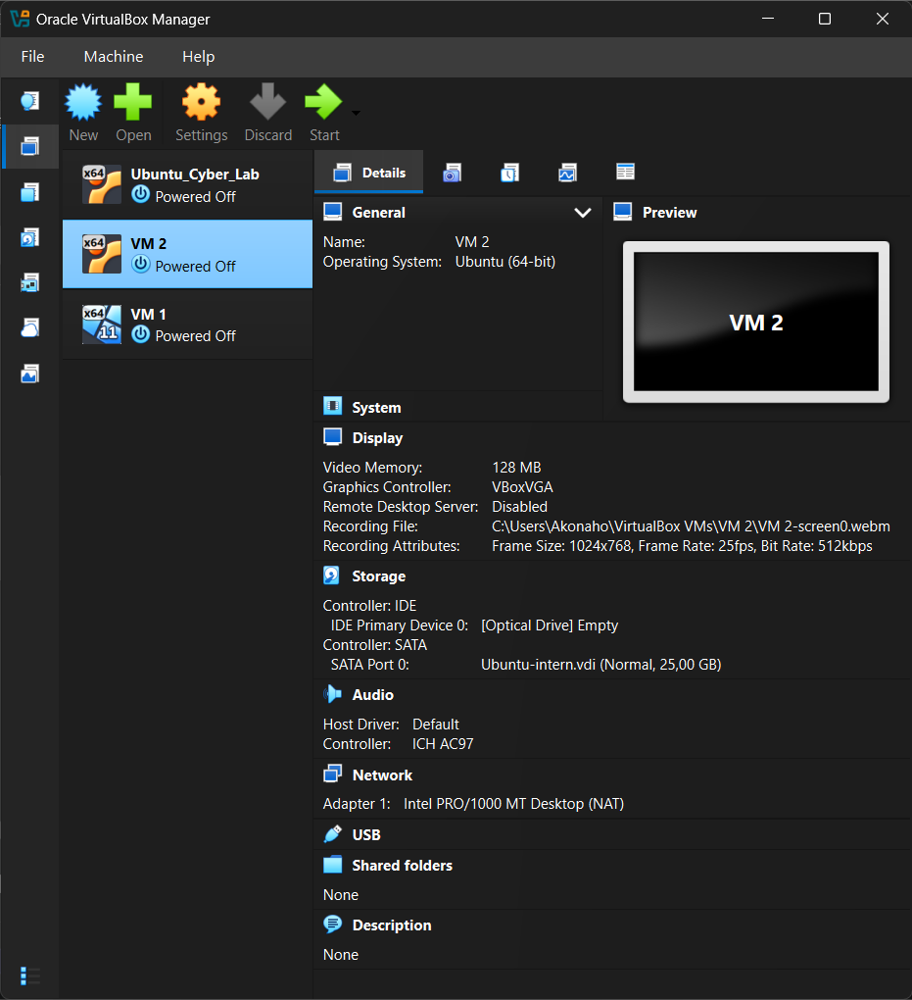 Oracle VirtualBox Manager
File Machine Help
New Open Settings Discard Start
x64 Ubuntu_Cyber_Lab
Powered Off
x64 VM 2
Powered Off
x64 11 VM 1
Powered Off
Details
General
Name: VM 2
Operating System: Ubuntu (64-bit)
Preview
VM 2
System
Display
Video Memory: 128 MB
Graphics Controller: VBoxVGA
Remote Desktop Server: Disabled
Recording File: C:\Users\Akonaho\VirtualBox VMs\VM 2\VM 2-screen0.webm
Recording Attributes: Frame Size: 1024x768, Frame Rate: 25fps, Bit Rate: 512kbps
Storage
Controller: IDE
IDE Primary Device 0: [Optical Drive] Empty
Controller: SATA
SATA Port 0: Ubuntu-intern.vdi (Normal, 25,00 GB)
Audio
Host Driver: Default
Controller: ICH AC97
Network
Adapter 1: Intel PRO/1000 MT Desktop (NAT)
USB
Shared folders
None
Description
None